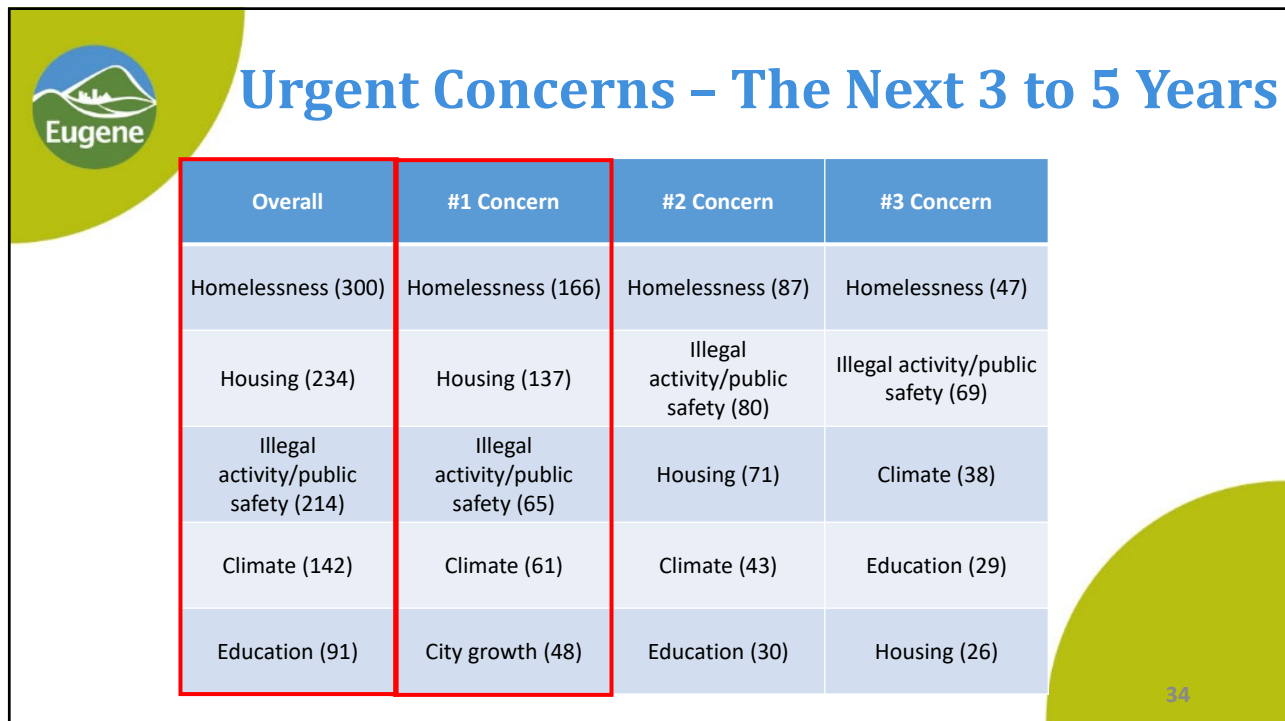 Eugene
Urgent Concerns – The Next 3 to 5 Years
Overall
#1 Concern
#2 Concern
#3 Concern
Homelessness (300)
Homelessness (166)
Homelessness (87)
Homelessness (47)
Housing (234)
Housing (137)
Illegal
activity/public
safety (80)
Illegal activity/public
safety (69)
Illegal
activity/public
safety (214)
Illegal
activity/public
safety (65)
Housing (71)
Climate (38)
Climate (142)
Climate (61)
Climate (43)
Education (29)
Education (91)
City growth (48)
Education (30)
Housing (26)
34